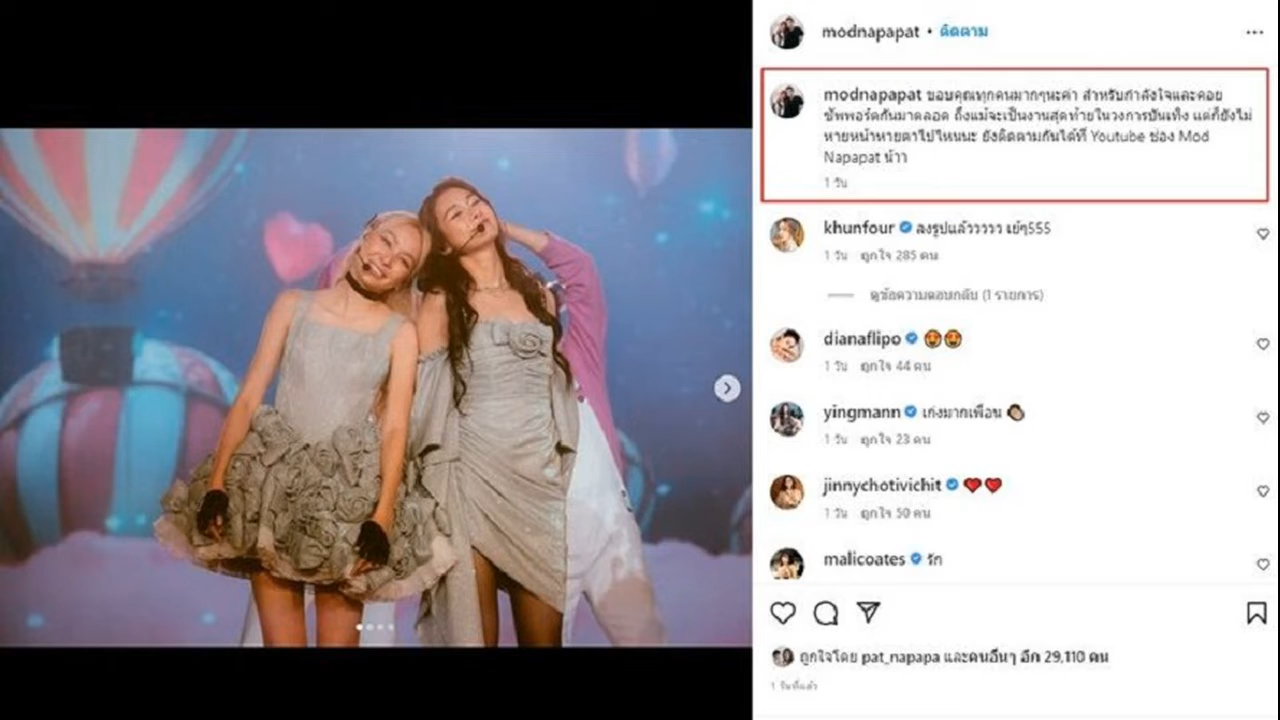 modnapapat • ติดตาม
modnapapat ขอบคุณทุกคนมากๆนะค่า สำหรับกำลังใจและคอย
ซัพพอร์ตกันมาตลอด ถึงแม้จะเป็นงานสุดท้ายในวงการบันเทิง แต่ก็ยังไม่
หายหน้าหายตาไปไหนนะ ยังติดตามกันได้ที่ Youtube ช่อง Mod
Napapat น้าา
1 วัน
khunfour ลงรูปแล้ววววว เย้ๆ555
1 วัน ถูกใจ 285 คน
ดูข้อความตอบกลับ (1 รายการ)
dianaflipo
1 วัน ถูกใจ 44 คน
yingmann เก่งมากเพื่อน
1 วัน ถูกใจ 23 คน
jinnychotivichit
1 วัน ถูกใจ 50 คน
malicoates รัก
ถูกใจโดย pat_napapa และคนอื่นๆ อีก 29,110 คน
1 วันที่แล้ว